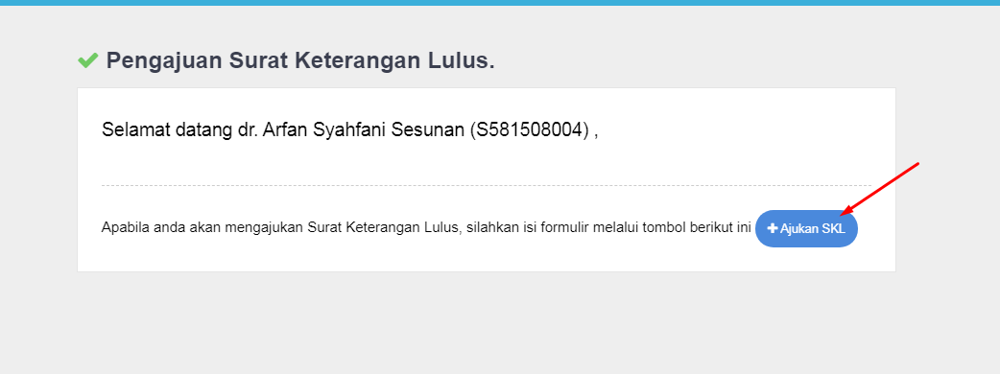 Pengajuan Surat Keterangan Lulus.
Selamat datang dr. Arfan Syahfani Sesunan (S581508004) ,
Apabila anda akan mengajukan Surat Keterangan Lulus, silahkan isi formulir melalui tombol berikut ini + Ajukan SKL